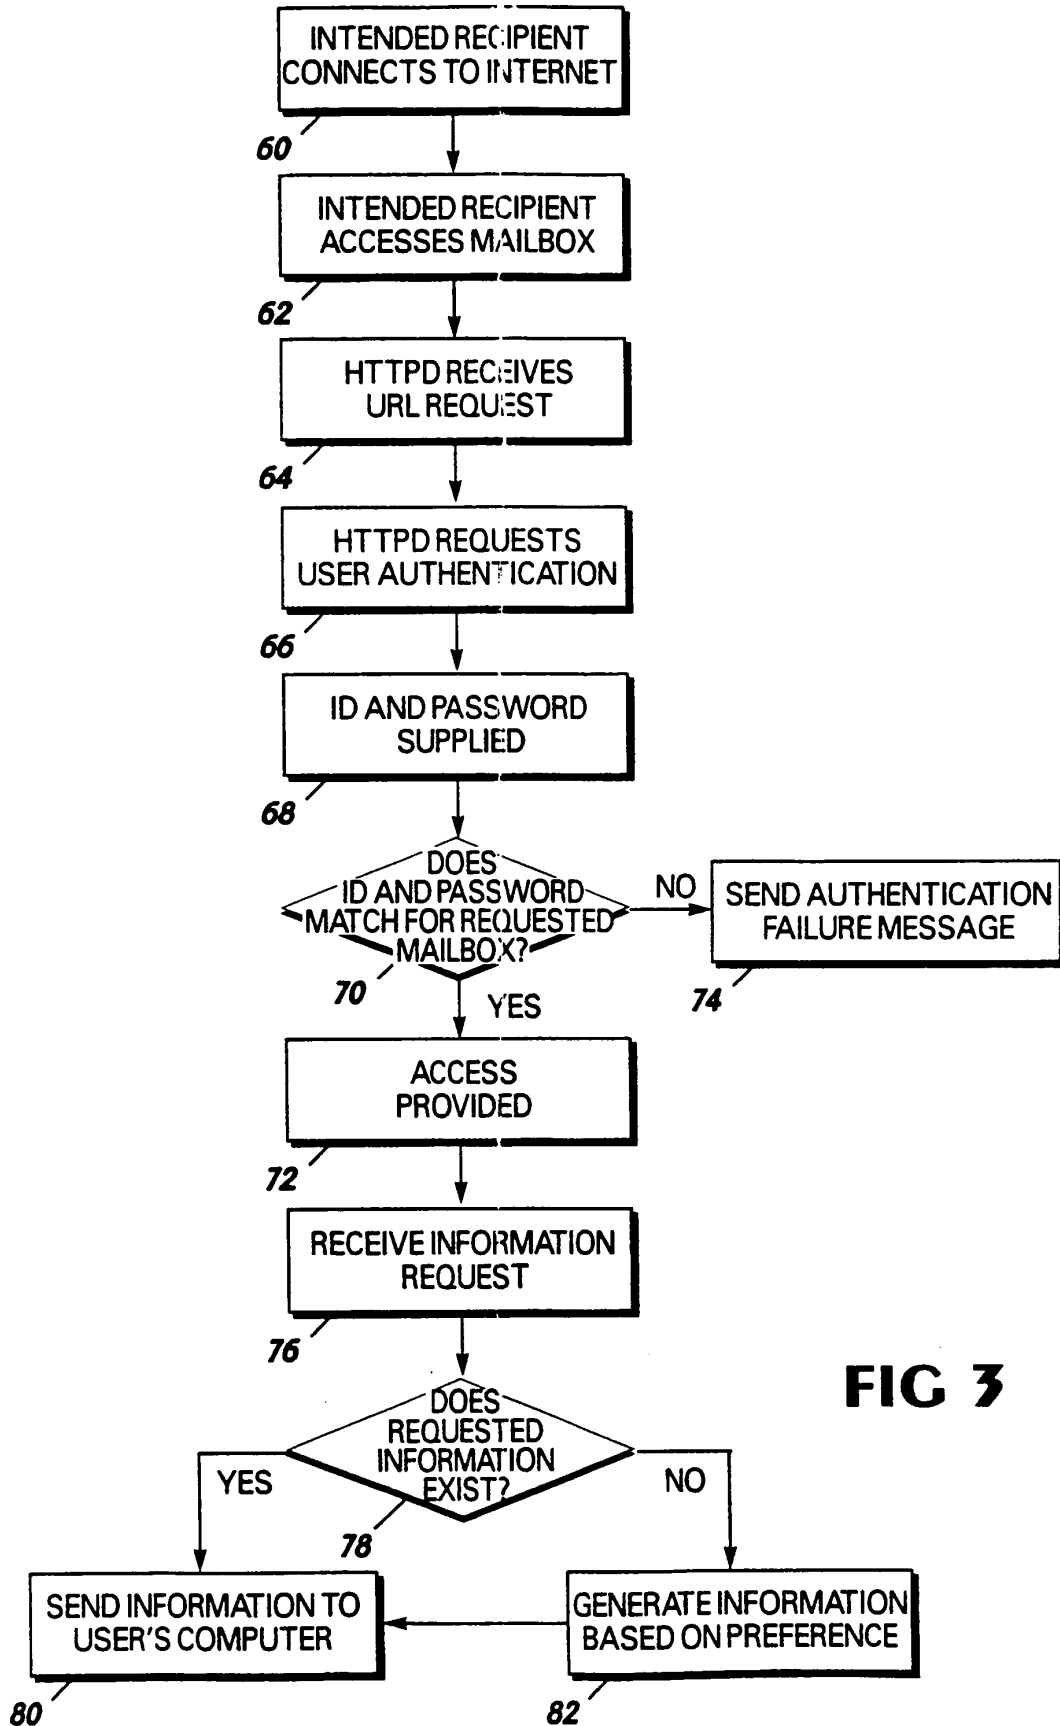 INTENDED RECIPIENT
CONNECTS TO INTERNET
60
INTENDED RECIPIENT
ACCESSES MAILBOX
62
HTTPD RECEIVES
URL REQUEST
64
HTTPD REQUESTS
USER AUTHENTICATION
66
ID AND PASSWORD
SUPPLIED
68
DOES
ID AND PASSWORD
MATCH FOR REQUESTED
MAILBOX?
70
NO
SEND AUTHENTICATION
FAILURE MESSAGE
74
YES
ACCESS
PROVIDED
72
RECEIVE INFORMATION
REQUEST
76
FIG 3
DOES
REQUESTED
INFORMATION
EXIST?
78
YES
NO
SEND INFORMATION TO
USER'S COMPUTER
80
GENERATE INFORMATION
BASED ON PREFERENCE
82